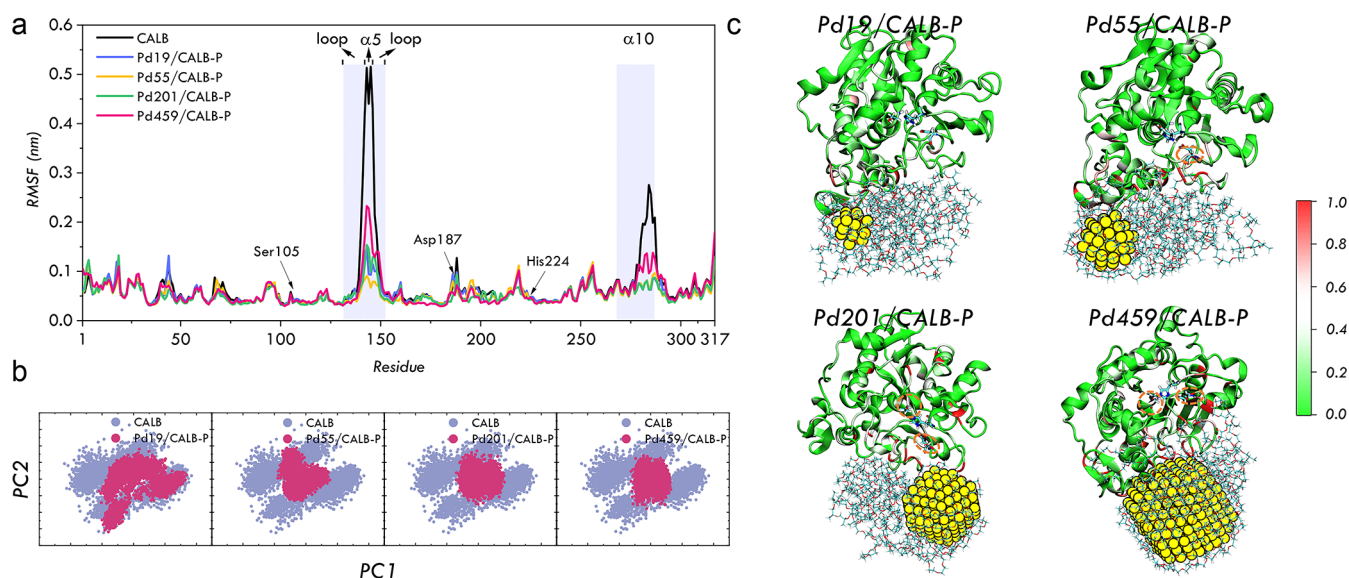 a
0.6
0.5
0.4
0.3
0.2
0.1
0.0
RMSF (nm)
CALB
Pd19/CALB-P
Pd55/CALB-P
Pd201/CALB-P
Pd459/CALB-P
loop α5 loop
α10
Ser105
Asp187
His224
1 50 100 150 200 250 300 317
Residue
b
CALB
Pd19/CALB-P
CALB
Pd55/CALB-P
CALB
Pd201/CALB-P
CALB
Pd459/CALB-P
PC2
PC1
c
Pd19/CALB-P
Pd55/CALB-P
Pd201/CALB-P
Pd459/CALB-P
1.0
0.8
0.6
0.4
0.2
0.0